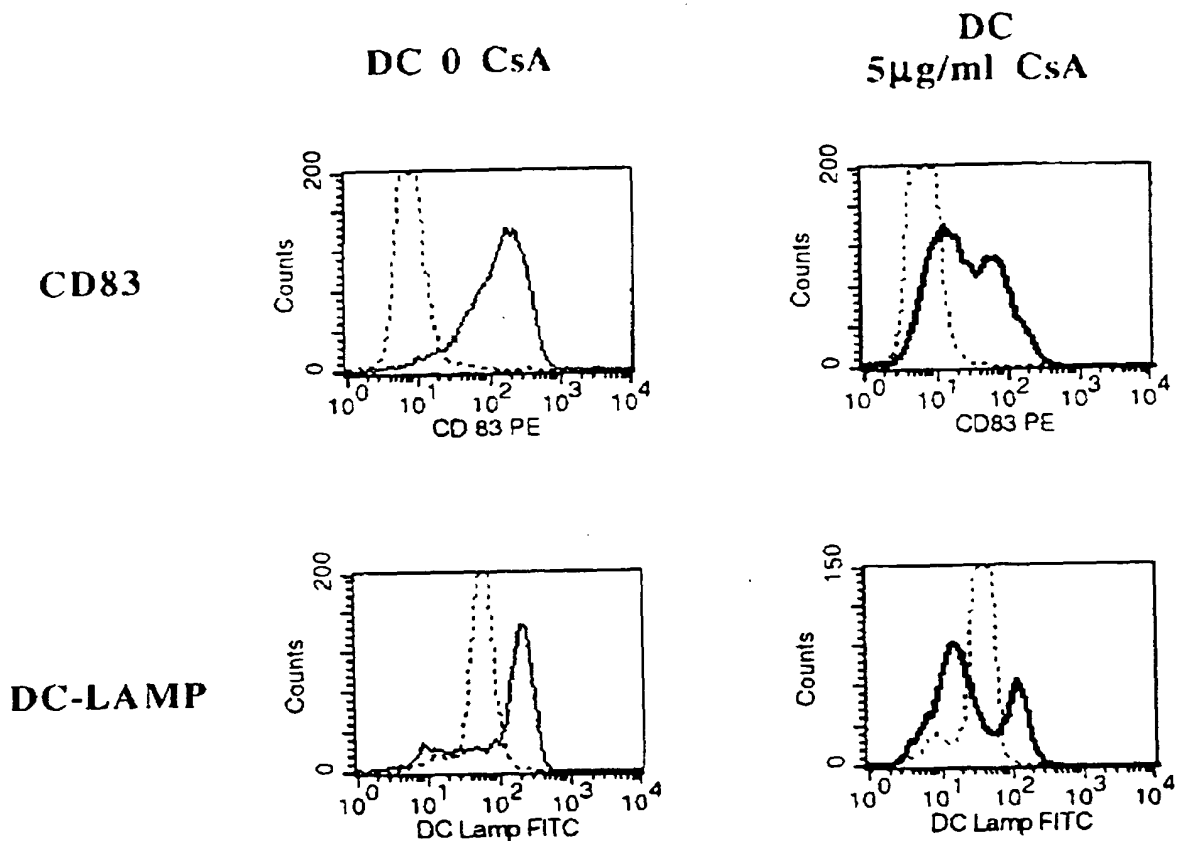 DC 0 CsA
DC
5μg/ml CsA
CD83
200
Counts
0
10^0 10^1 10^2 10^3 10^4
CD 83 PE
200
Counts
0
10^0 10^1 10^2 10^3 10^4
CD83 PE
DC-LAMP
200
Counts
0
10^0 10^1 10^2 10^3 10^4
DC Lamp FITC
150
Counts
0
10^0 10^1 10^2 10^3 10^4
DC Lamp FITC